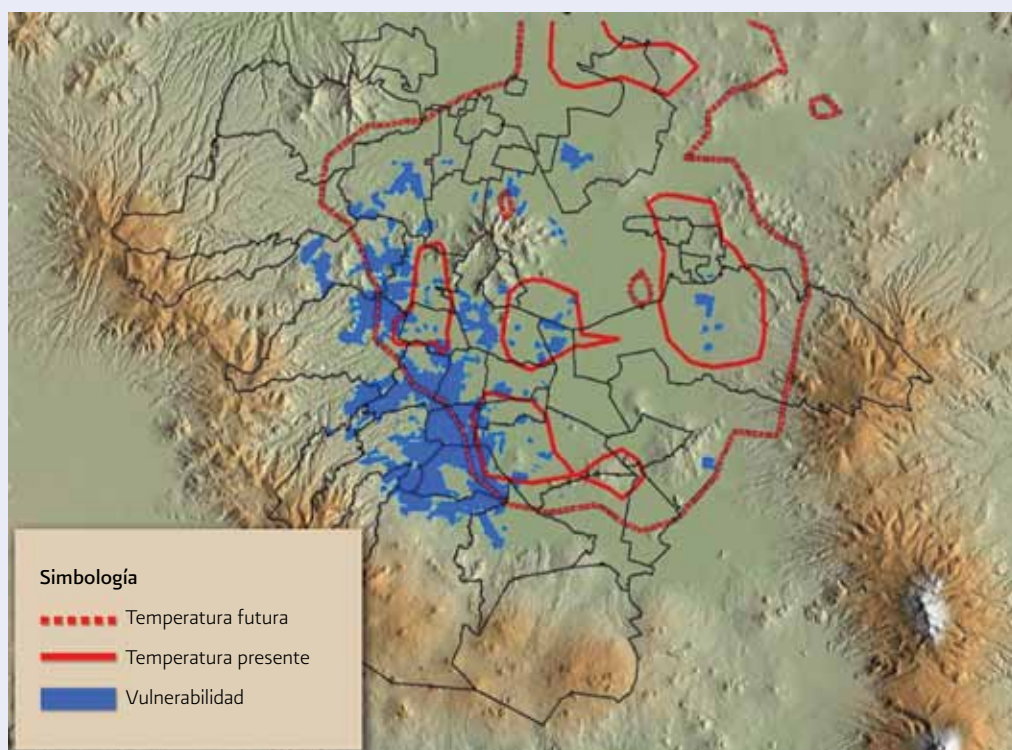 Simbología
Temperatura futura
Temperatura presente
Vulnerabilidad